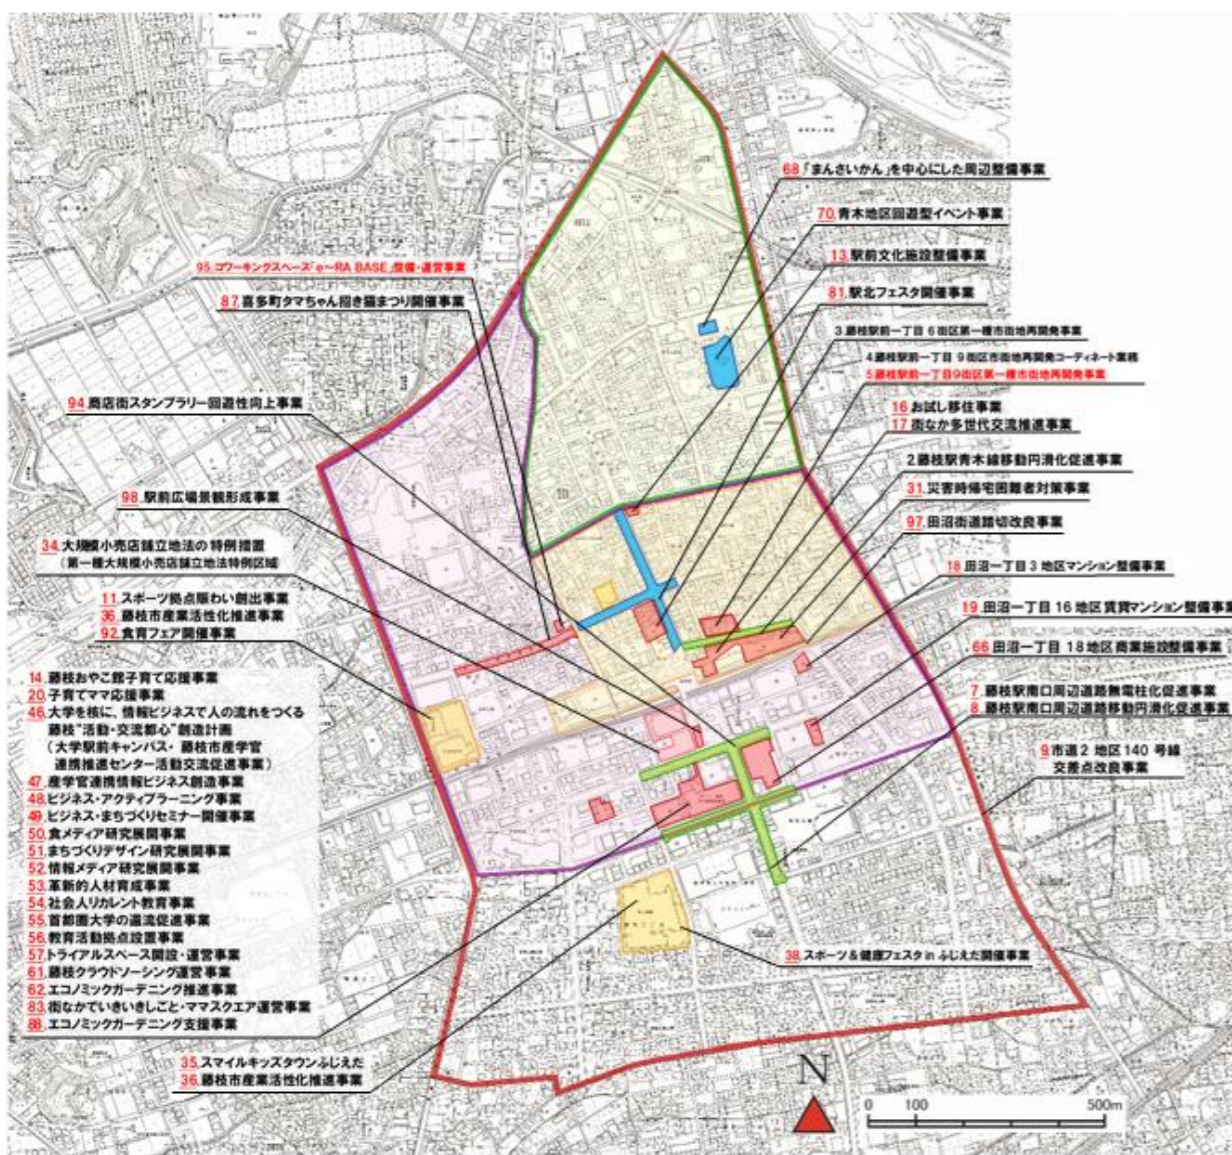 68.「まんさいかん」を中心にした周辺整備事業
70.青木地区回遊型イベント事業
13.駅前文化施設整備事業
81.駅北フェスタ開催事業
3.藤枝駅前一丁目6街区第一種市街地再開発事業
4.藤枝駅前一丁目9街区市街地再開発コーディネート業務
5.藤枝駅前一丁目9街区第一種市街地再開発事業
16.お試し移住事業
17.街なか多世代交流推進事業
2.藤枝駅青木線移動円滑化促進事業
31.災害時帰宅困難者対策事業
97.田沼街道踏切改良事業
18.田沼一丁目3地区マンション整備事業
19.田沼一丁目16地区賃貸マンション整備事業
66.田沼一丁目18地区商業施設整備事業
7.藤枝駅南口周辺道路無電柱化促進事業
8.藤枝駅南口周辺道路移動円滑化促進事業
9.市道2地区140号線
交差点改良事業
38.スポーツ&健康フェスタinふじえだ開催事業
95.コワーキングスペース「e〜RA BASE」整備・運営事業
87.喜多町タマちゃん招き猫まつり開催事業
94.商店街スタンプラリー回遊性向上事業
98.駅前広場景観形成事業
34.大規模小売店舗立地法の特例措置
(第一種大規模小売店舗立地法特例区域
11.スポーツ拠点賑わい創出事業
36.藤枝市産業活性化推進事業
92.食育フェア開催事業
14.藤枝おやこ館子育て応援事業
20.子育てママ応援事業
46.大学を核に、情報ビジネスで人の流れをつくる
藤枝“活動・交流都心”創造計画
(大学駅前キャンパス・藤枝市産学官
連携推進センター活動交流促進事業)
47.産学官連携情報ビジネス創造事業
48.ビジネス・アクティブラーニング事業
49.ビジネス・まちづくりセミナー開催事業
50.食メディア研究展開事業
51.まちづくりデザイン研究展開事業
52.情報メディア研究展開事業
53.革新的人材育成事業
54.社会人リカレント教育事業
55.首都圏大学の還流促進事業
56.教育活動拠点設置事業
57.トライアルスペース開設・運営事業
61.藤枝クラウドソーシング運営事業
62.エコノミックガーデニング推進事業
83.街なかでいきいきしごと・ママスクエア運営事業
88.エコノミックガーデニング支援事業
35.スマイルキッズタウンふじえだ
36.藤枝市産業活性化推進事業
N
0 100 500m